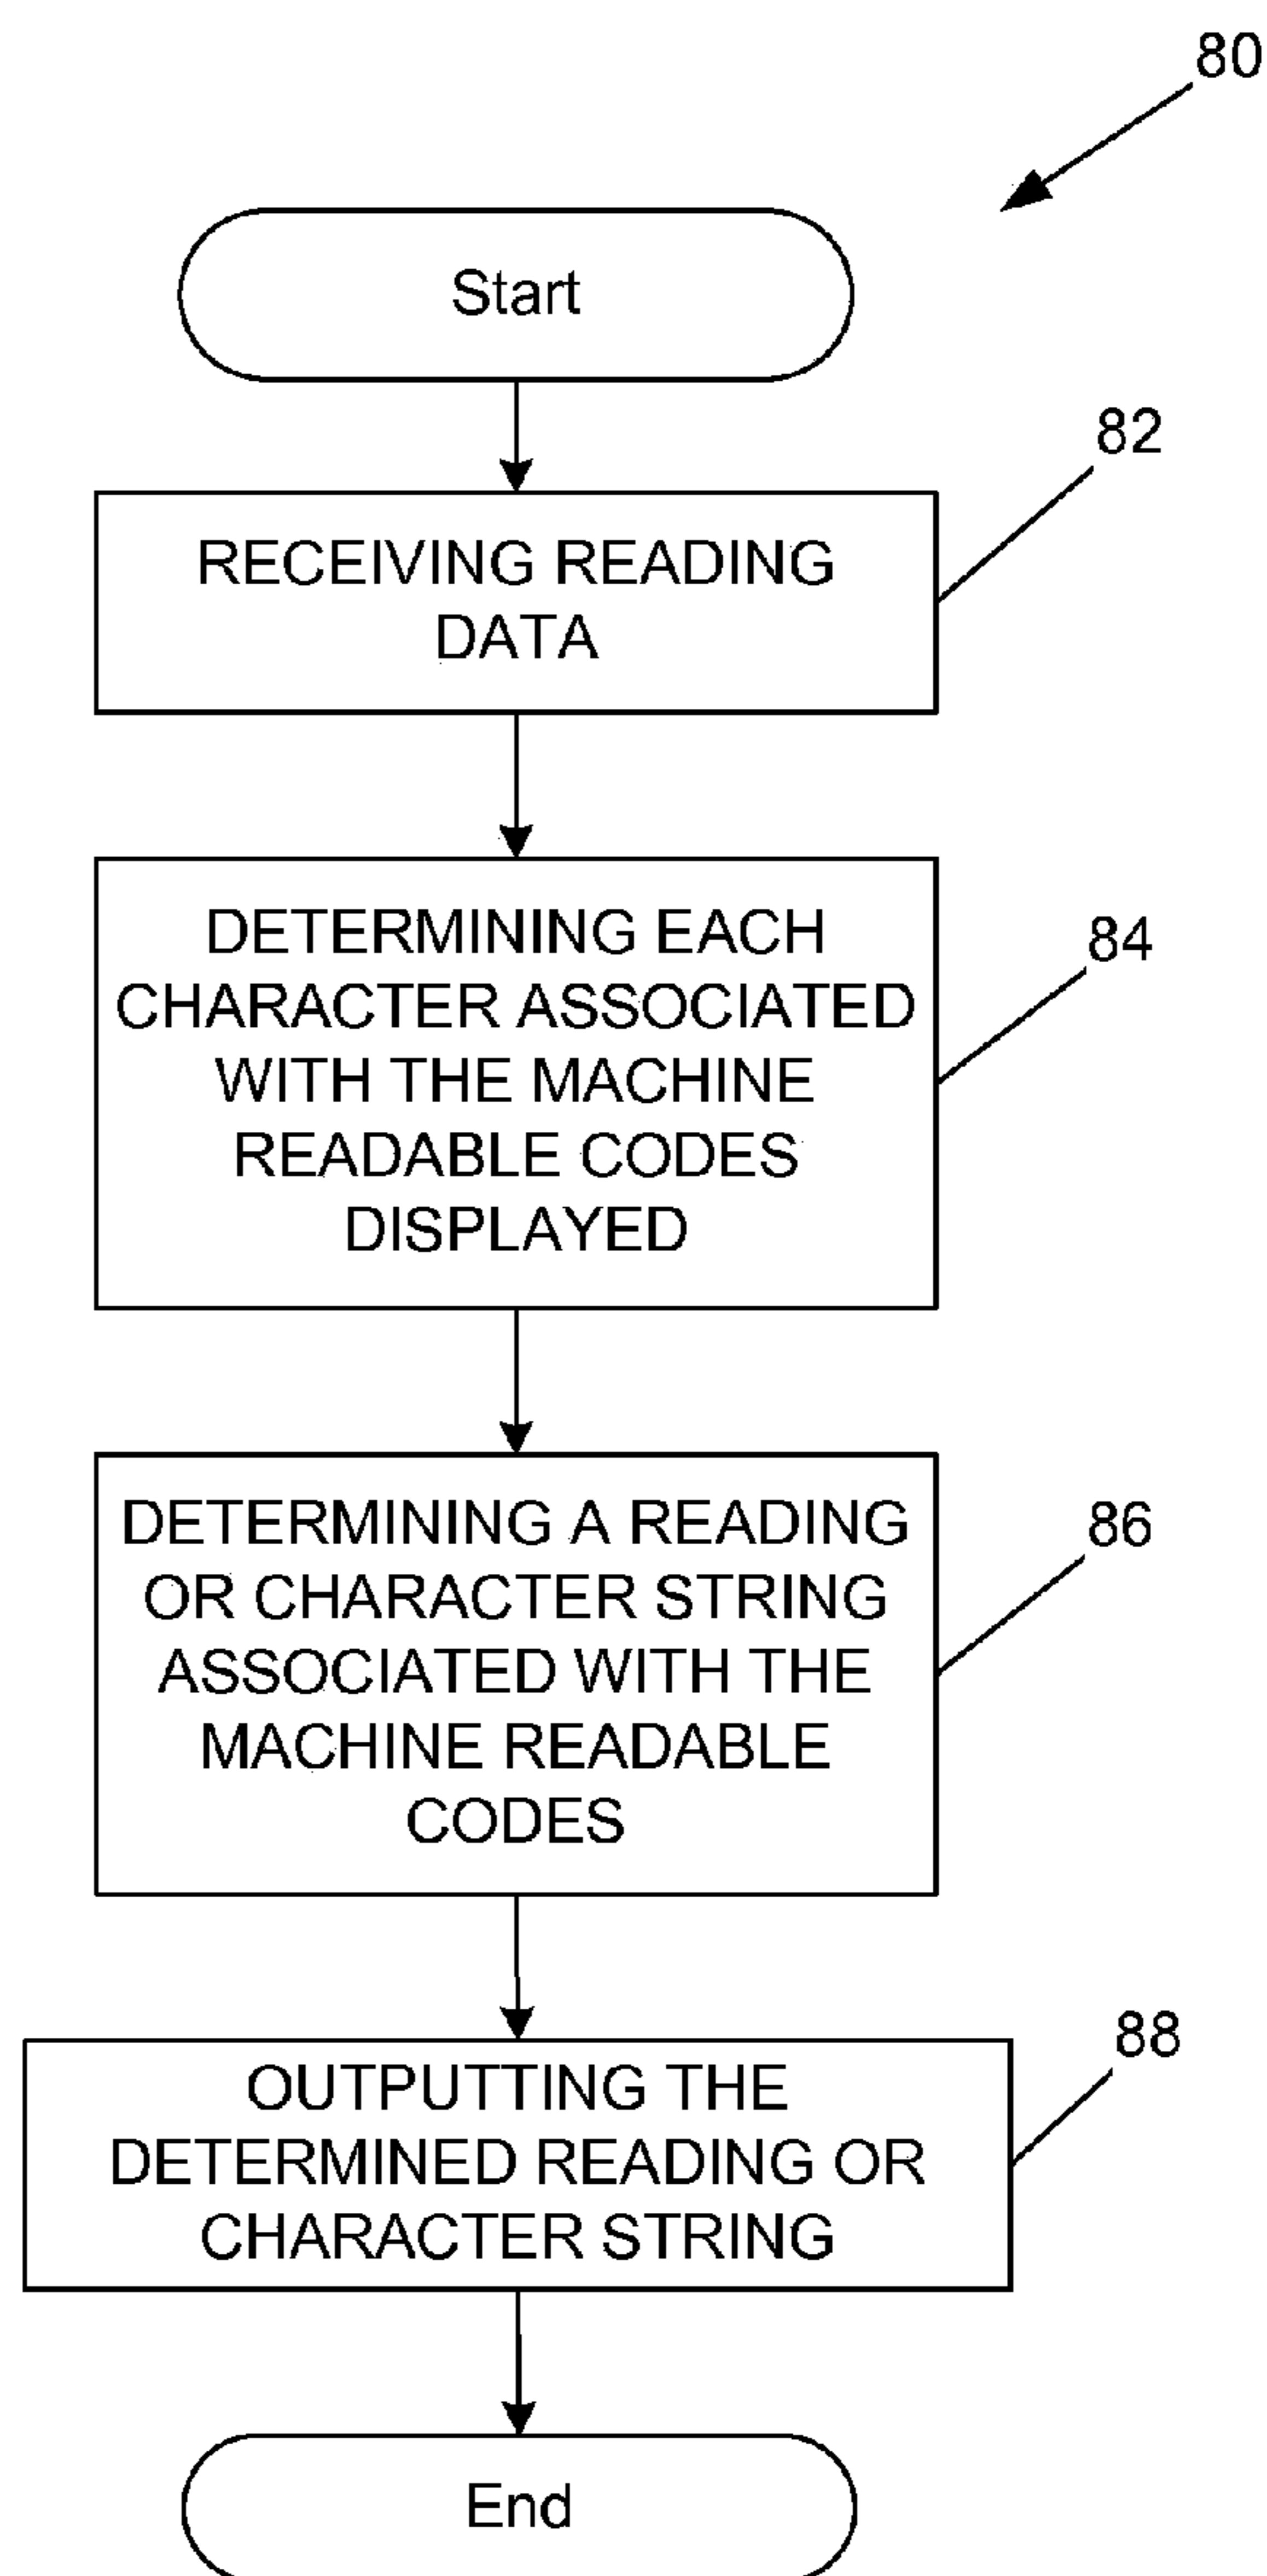 80
Start
82
RECEIVING READING
DATA
84
DETERMINING EACH
CHARACTER ASSOCIATED
WITH THE MACHINE
READABLE CODES
DISPLAYED
86
DETERMINING A READING
OR CHARACTER STRING
ASSOCIATED WITH THE
MACHINE READABLE
CODES
88
OUTPUTTING THE
DETERMINED READING OR
CHARACTER STRING
End